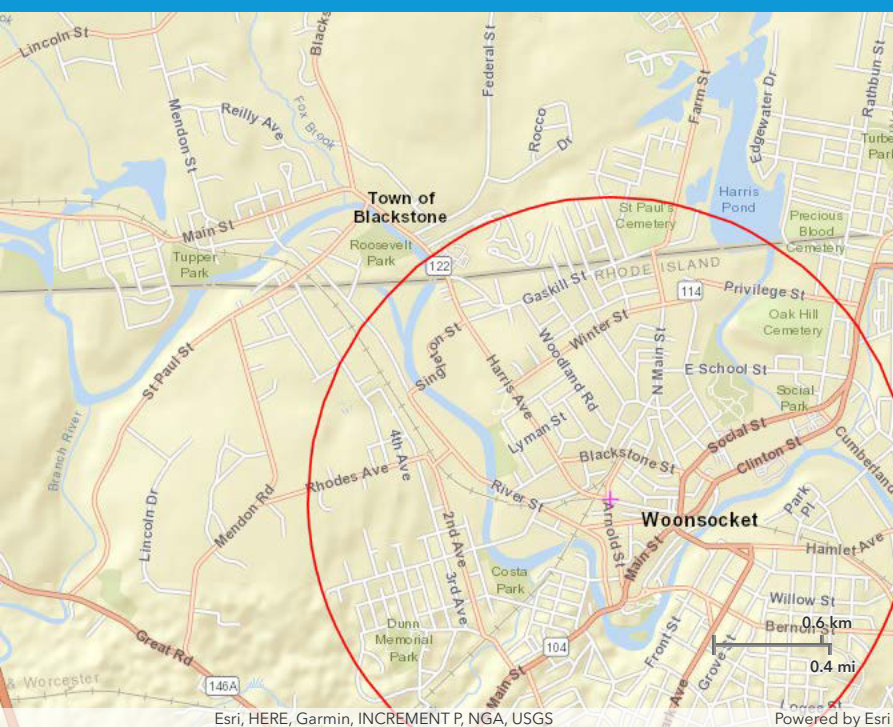 Lincoln St
Blacks
Federal St
Farm St
Edgewater Dr
Rathbun St
Mendon St
Reilly Ave
Fox Brook
Rocco
Dr
Town of
Blackstone
Harris
Pond
St Paul's
Cemetery
Precious
Blood
Cemetery
Main St
Tupper
Park
Roosevelt
Park
122
RHODE ISLAND
Gaskill St
114
Privilege St
Oak Hill
Cemetery
Winter St
Singleton St
Woodland Rd
N Main St
St Paul St
Harris Ave
E School St
Social
Park
Branch River
4th Ave
Lyman St
Social St
Clinton St
Cumberland
Blackstone St
Rhodes Ave
River St
Park
Pl
Lincoln Dr
Mendon Rd
2nd Ave
Arnold St
Woonsocket
Main St
Hamlet Ave
3rd Ave
Costa
Park
Willow St
0.6 km
Bernon St
Dunn
Memorial
Park
Great Rd
104
Front St
Grove St
0.4 mi
& Worcester
146A
Main St
Ave
Loges St
Esri, HERE, Garmin, INCREMENT P, NGA, USGS
Powered by Esri